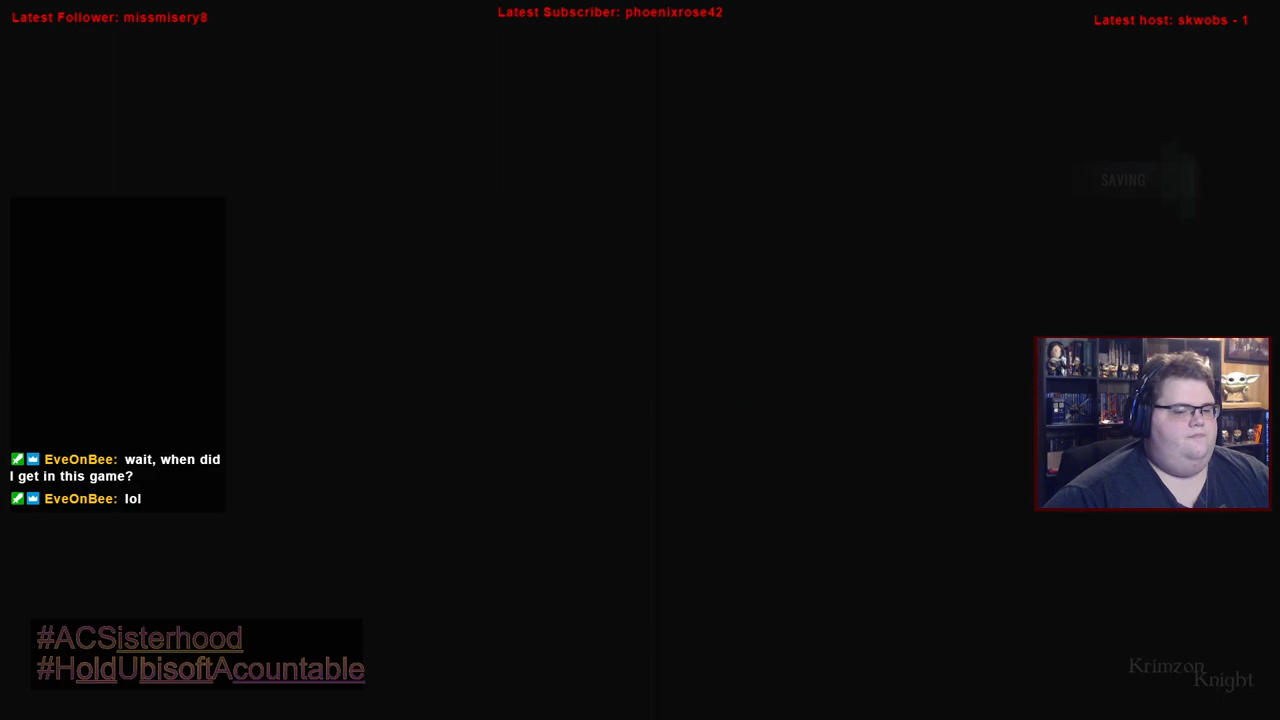 Latest Follower: missmisery8
Latest Subscriber: phoenixrose42
Latest host: skwobs - 1
SAVING
EveOnBee: wait, when did
I get in this game?
EveOnBee: lol
#ACSisterhood
#HoldUbisoftAcountable
Krimzon
Knight